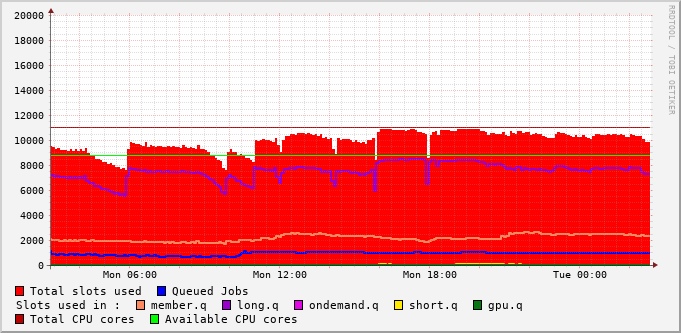 RRDTOOL / TOBI OETIKER
20000
18000
16000
14000
12000
10000
8000
6000
4000
2000
0
Mon 06:00 Mon 12:00 Mon 18:00 Tue 00:00
Total slots used Queued Jobs
Slots used in : member.q long.q ondemand.q short.q gpu.q
Total CPU cores Available CPU cores